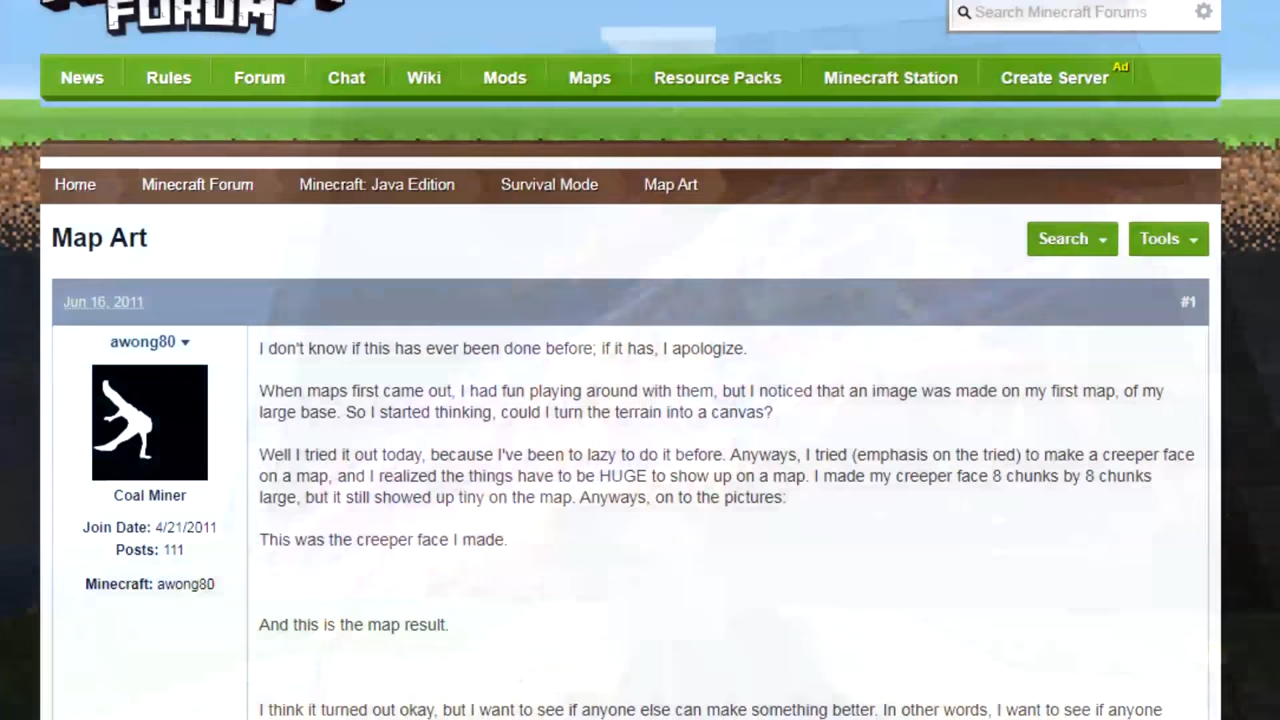 FORUM
Search Minecraft Forums
News Rules Forum Chat Wiki Mods Maps Resource Packs Minecraft Station Create Server Ad
Home Minecraft Forum Minecraft: Java Edition Survival Mode Map Art
Map Art
Search Tools
Jun 16, 2011 #1
awong80
Coal Miner
Join Date: 4/21/2011
Posts: 111
Minecraft: awong80
I don't know if this has ever been done before; if it has, I apologize.
When maps first came out, I had fun playing around with them, but I noticed that an image was made on my first map, of my
large base. So I started thinking, could I turn the terrain into a canvas?
Well I tried it out today, because I've been to lazy to do it before. Anyways, I tried (emphasis on the tried) to make a creeper face
on a map, and I realized the things have to be HUGE to show up on a map. I made my creeper face 8 chunks by 8 chunks
large, but it still showed up tiny on the map. Anyways, on to the pictures:
This was the creeper face I made.
And this is the map result.
I think it turned out okay, but I want to see if anyone else can make something better. In other words, I want to see if anyone